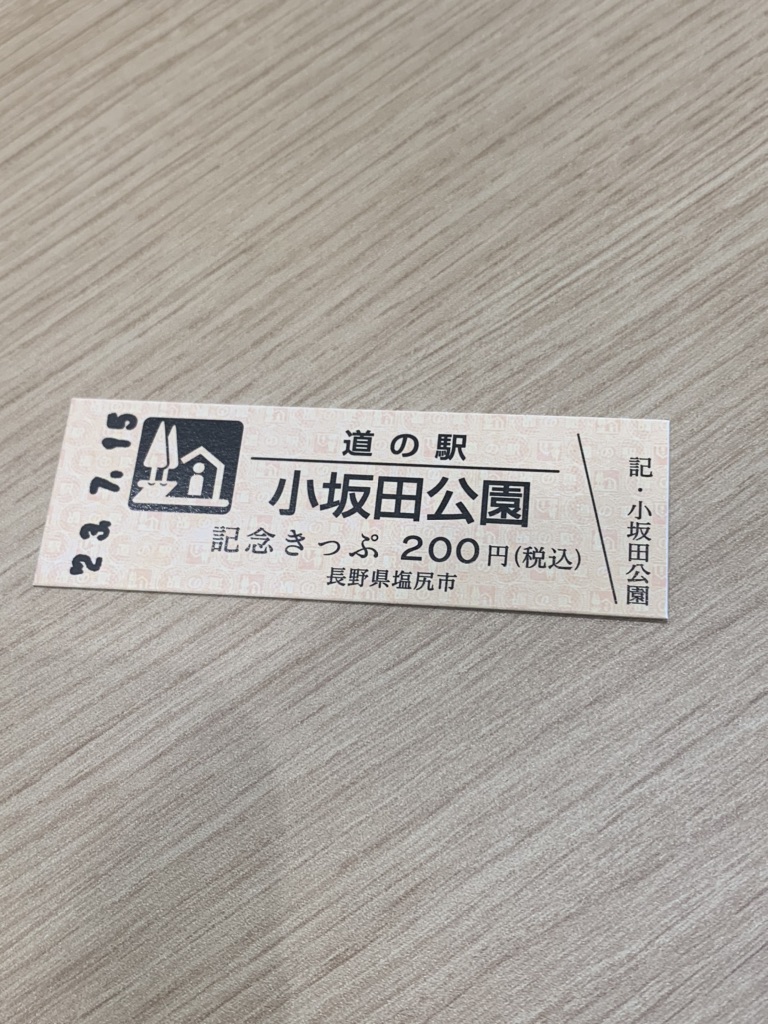 23.7.15
道の駅
小坂田公園
記念きっぷ 200円(税込)
長野県塩尻市
記・小坂田公園